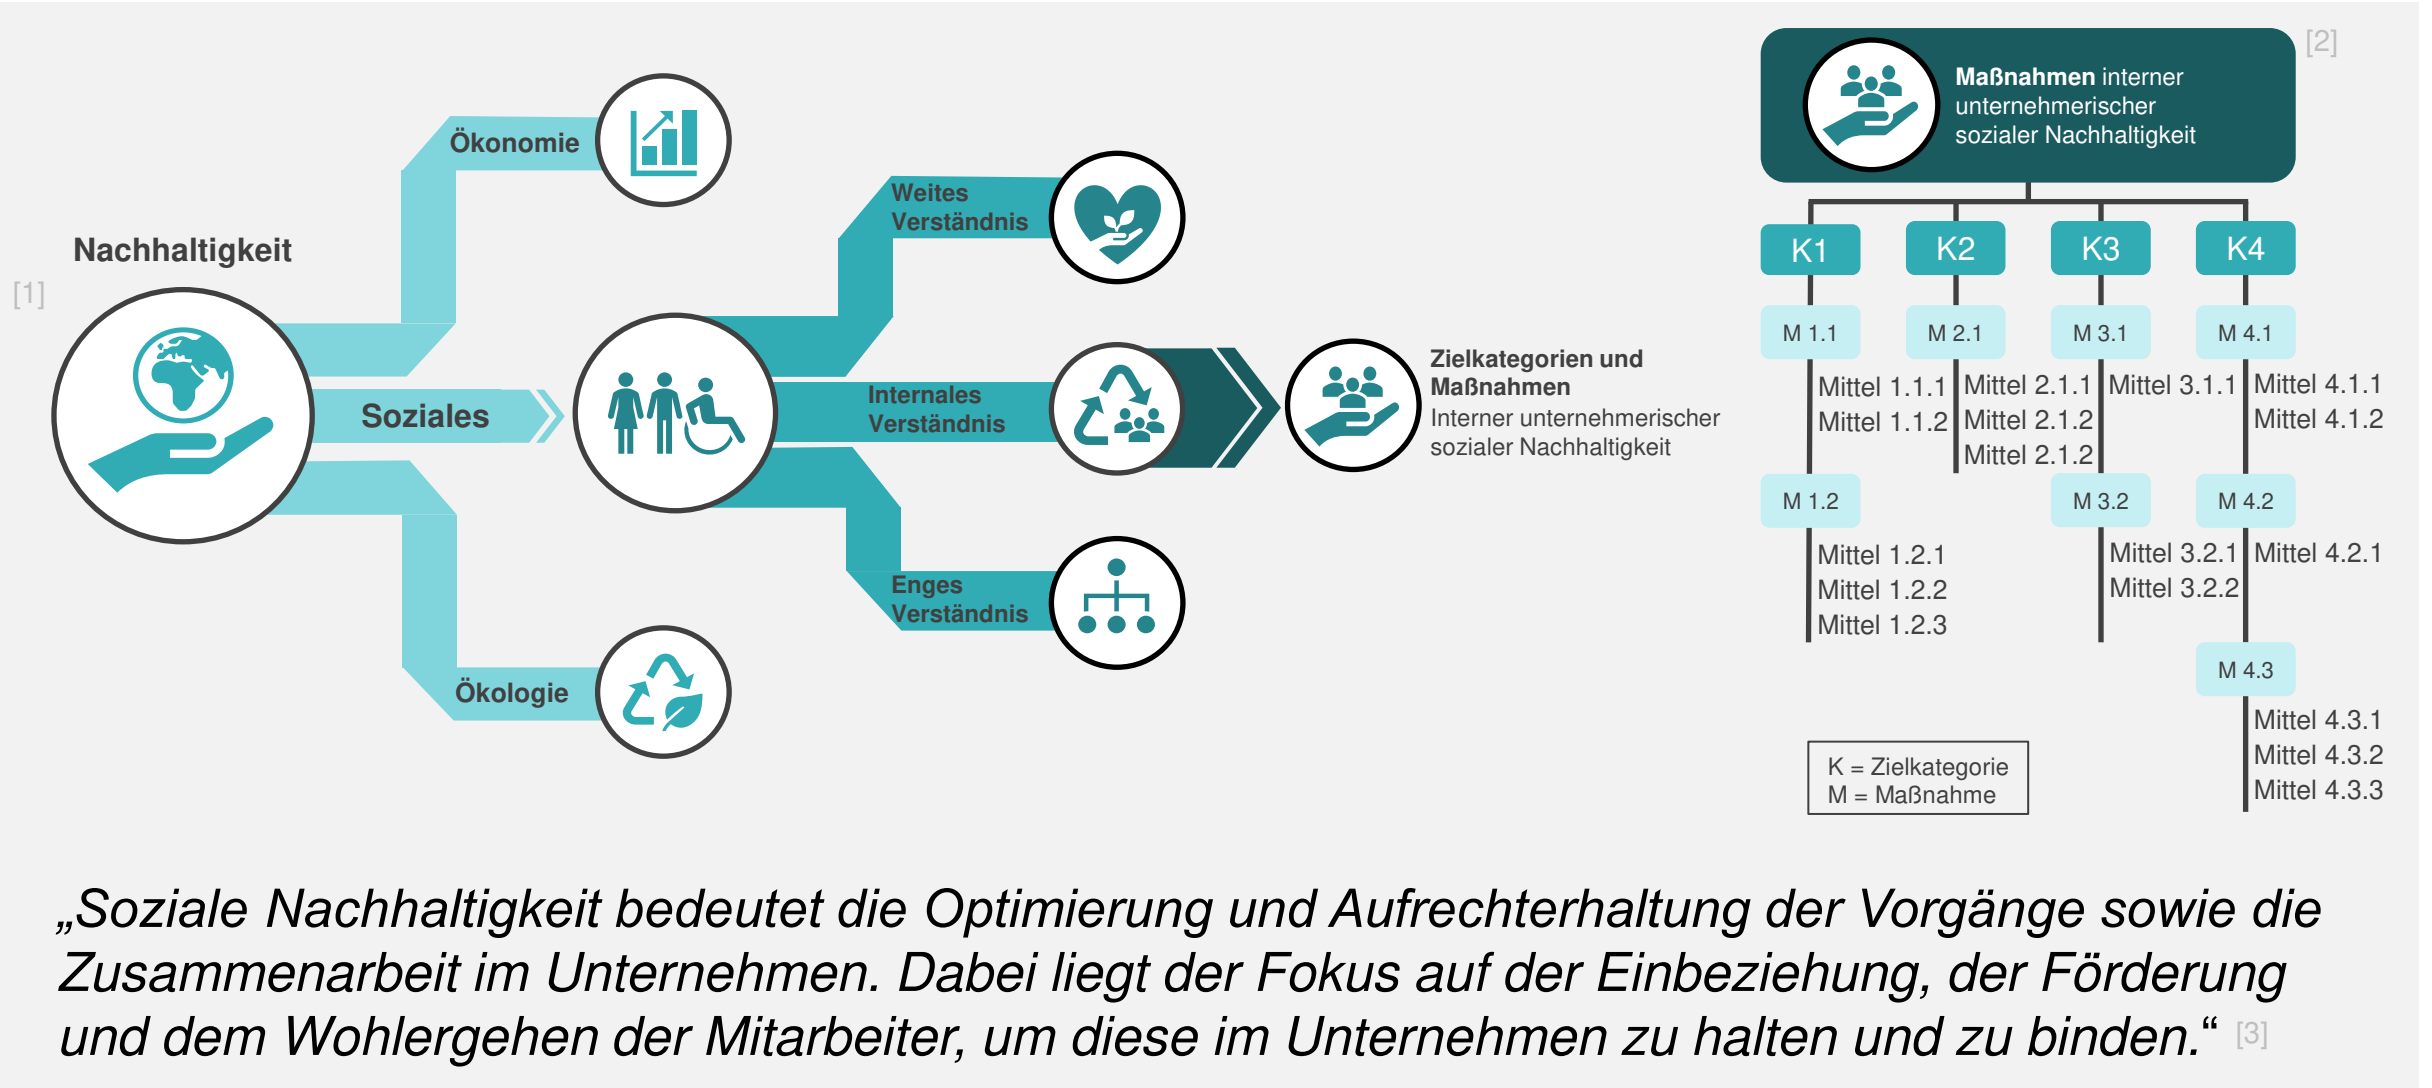 [1]
Nachhaltigkeit
Ökonomie
Soziales
Ökologie
Weites
Verständnis
Internales
Verständnis
Enges
Verständnis
Zielkategorien und
Maßnahmen
Interner unternehmerischer
sozialer Nachhaltigkeit
[2]
Maßnahmen interner
unternehmerischer
sozialer Nachhaltigkeit
K1
K2
K3
K4
M 1.1
Mittel 1.1.1
Mittel 1.1.2
M 1.2
Mittel 1.2.1
Mittel 1.2.2
Mittel 1.2.3
M 2.1
Mittel 2.1.1
Mittel 2.1.2
Mittel 2.1.2
M 3.1
Mittel 3.1.1
M 3.2
Mittel 3.2.1
Mittel 3.2.2
M 4.1
Mittel 4.1.1
Mittel 4.1.2
M 4.2
Mittel 4.2.1
M 4.3
Mittel 4.3.1
Mittel 4.3.2
Mittel 4.3.3
K = Zielkategorie
M = Maßnahme
„Soziale Nachhaltigkeit bedeutet die Optimierung und Aufrechterhaltung der Vorgänge sowie die
Zusammenarbeit im Unternehmen. Dabei liegt der Fokus auf der Einbeziehung, der Förderung
und dem Wohlergehen der Mitarbeiter, um diese im Unternehmen zu halten und zu binden.“ [3]